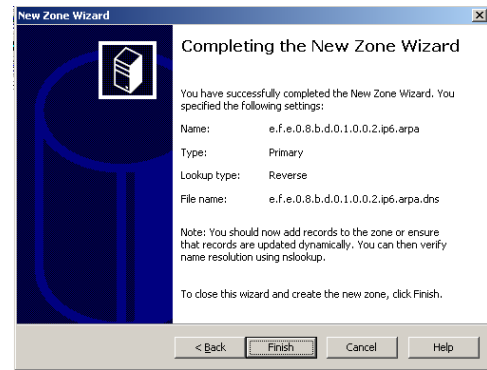 New Zone Wizard
Completing the New Zone Wizard
You have successfully completed the New Zone Wizard. You
specified the following settings:
Name: e.f.e.0.8.b.d.0.1.0.0.2.ip6.arpa
Type: Primary
Lookup type: Reverse
File name: e.f.e.0.8.b.d.0.1.0.0.2.ip6.arpa.dns
Note: You should now add records to the zone or ensure
that records are updated dynamically. You can then verify
name resolution using nslookup.
To close this wizard and create the new zone, click Finish.
< Back Finish Cancel Help